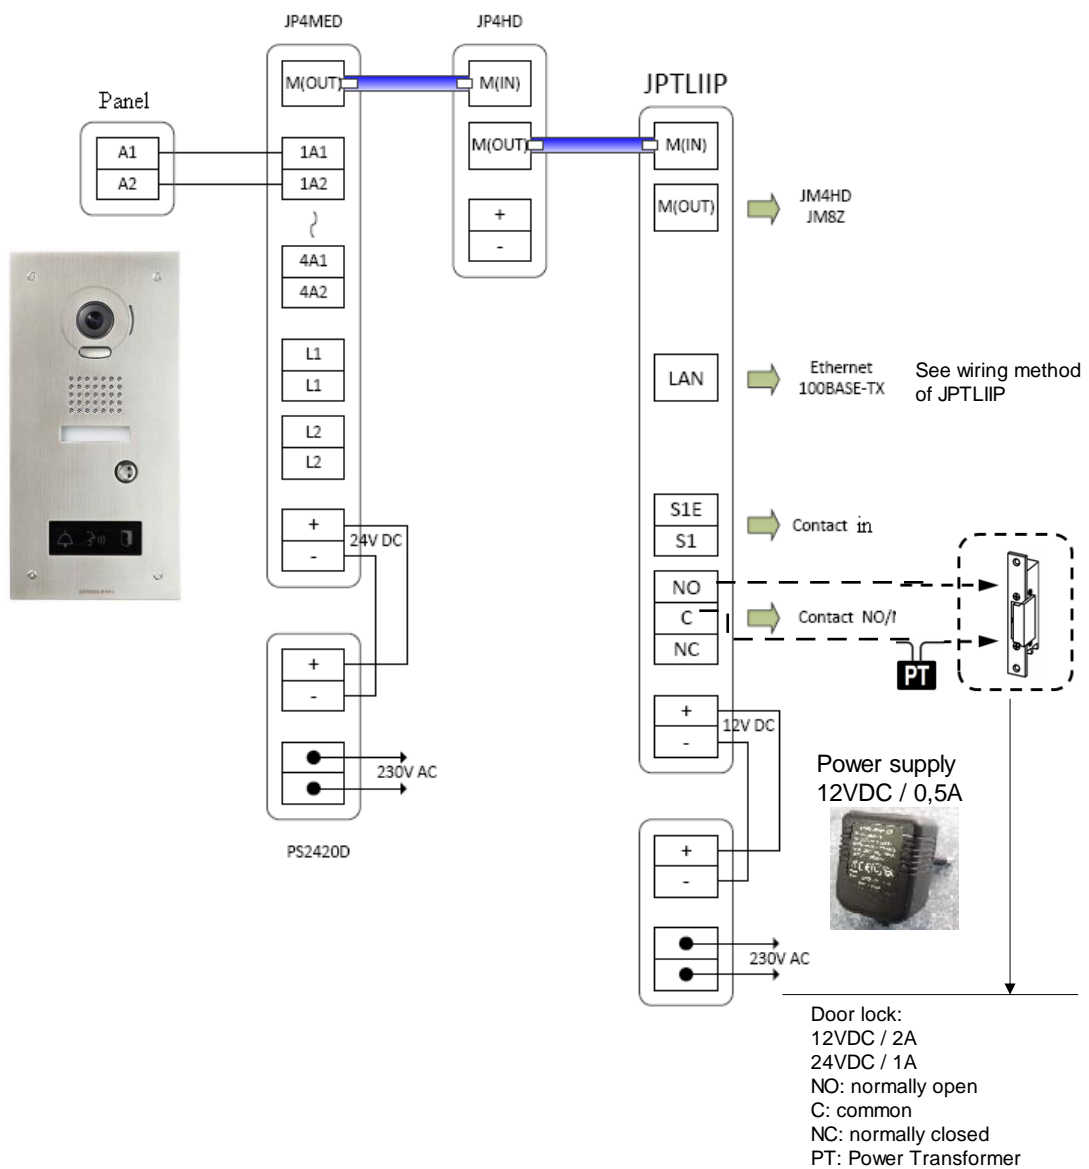 JP4MED
JP4HD
JPTLIIP
Panel
A1
A2
M(OUT)
1A1
1A2
4A1
4A2
L1
L1
L2
L2
+
-
24V DC
+
-
230V AC
PS2420D
M(IN)
M(OUT)
+
-
M(IN)
M(OUT)
JM4HD
JM8Z
LAN
Ethernet
100BASE-TX
See wiring method
of JPTLIIP
S1E
S1
Contact in
NO
C
NC
Contact NO/
PT
+
-
12V DC
+
-
230V AC
Power supply
12VDC / 0,5A
Door lock:
12VDC / 2A
24VDC / 1A
NO: normally open
C: common
NC: normally closed
PT: Power Transformer